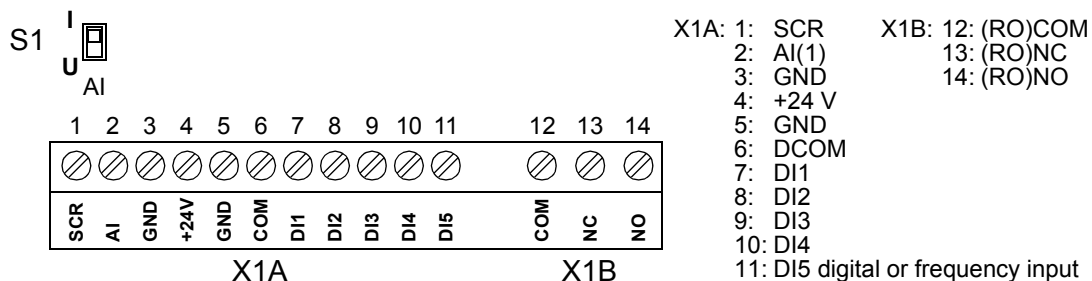 I
S1
U
AI
1 2 3 4 5 6 7 8 9 10 11 12 13 14
SCR AI GND +24V GND COM DI1 DI2 DI3 DI4 DI5 COM NC NO
X1A X1B
X1A: 1: SCR
2: AI(1)
3: GND
4: +24 V
5: GND
6: DCOM
7: DI1
8: DI2
9: DI3
10: DI4
11: DI5 digital or frequency input
X1B: 12: (RO)COM
13: (RO)NC
14: (RO)NO